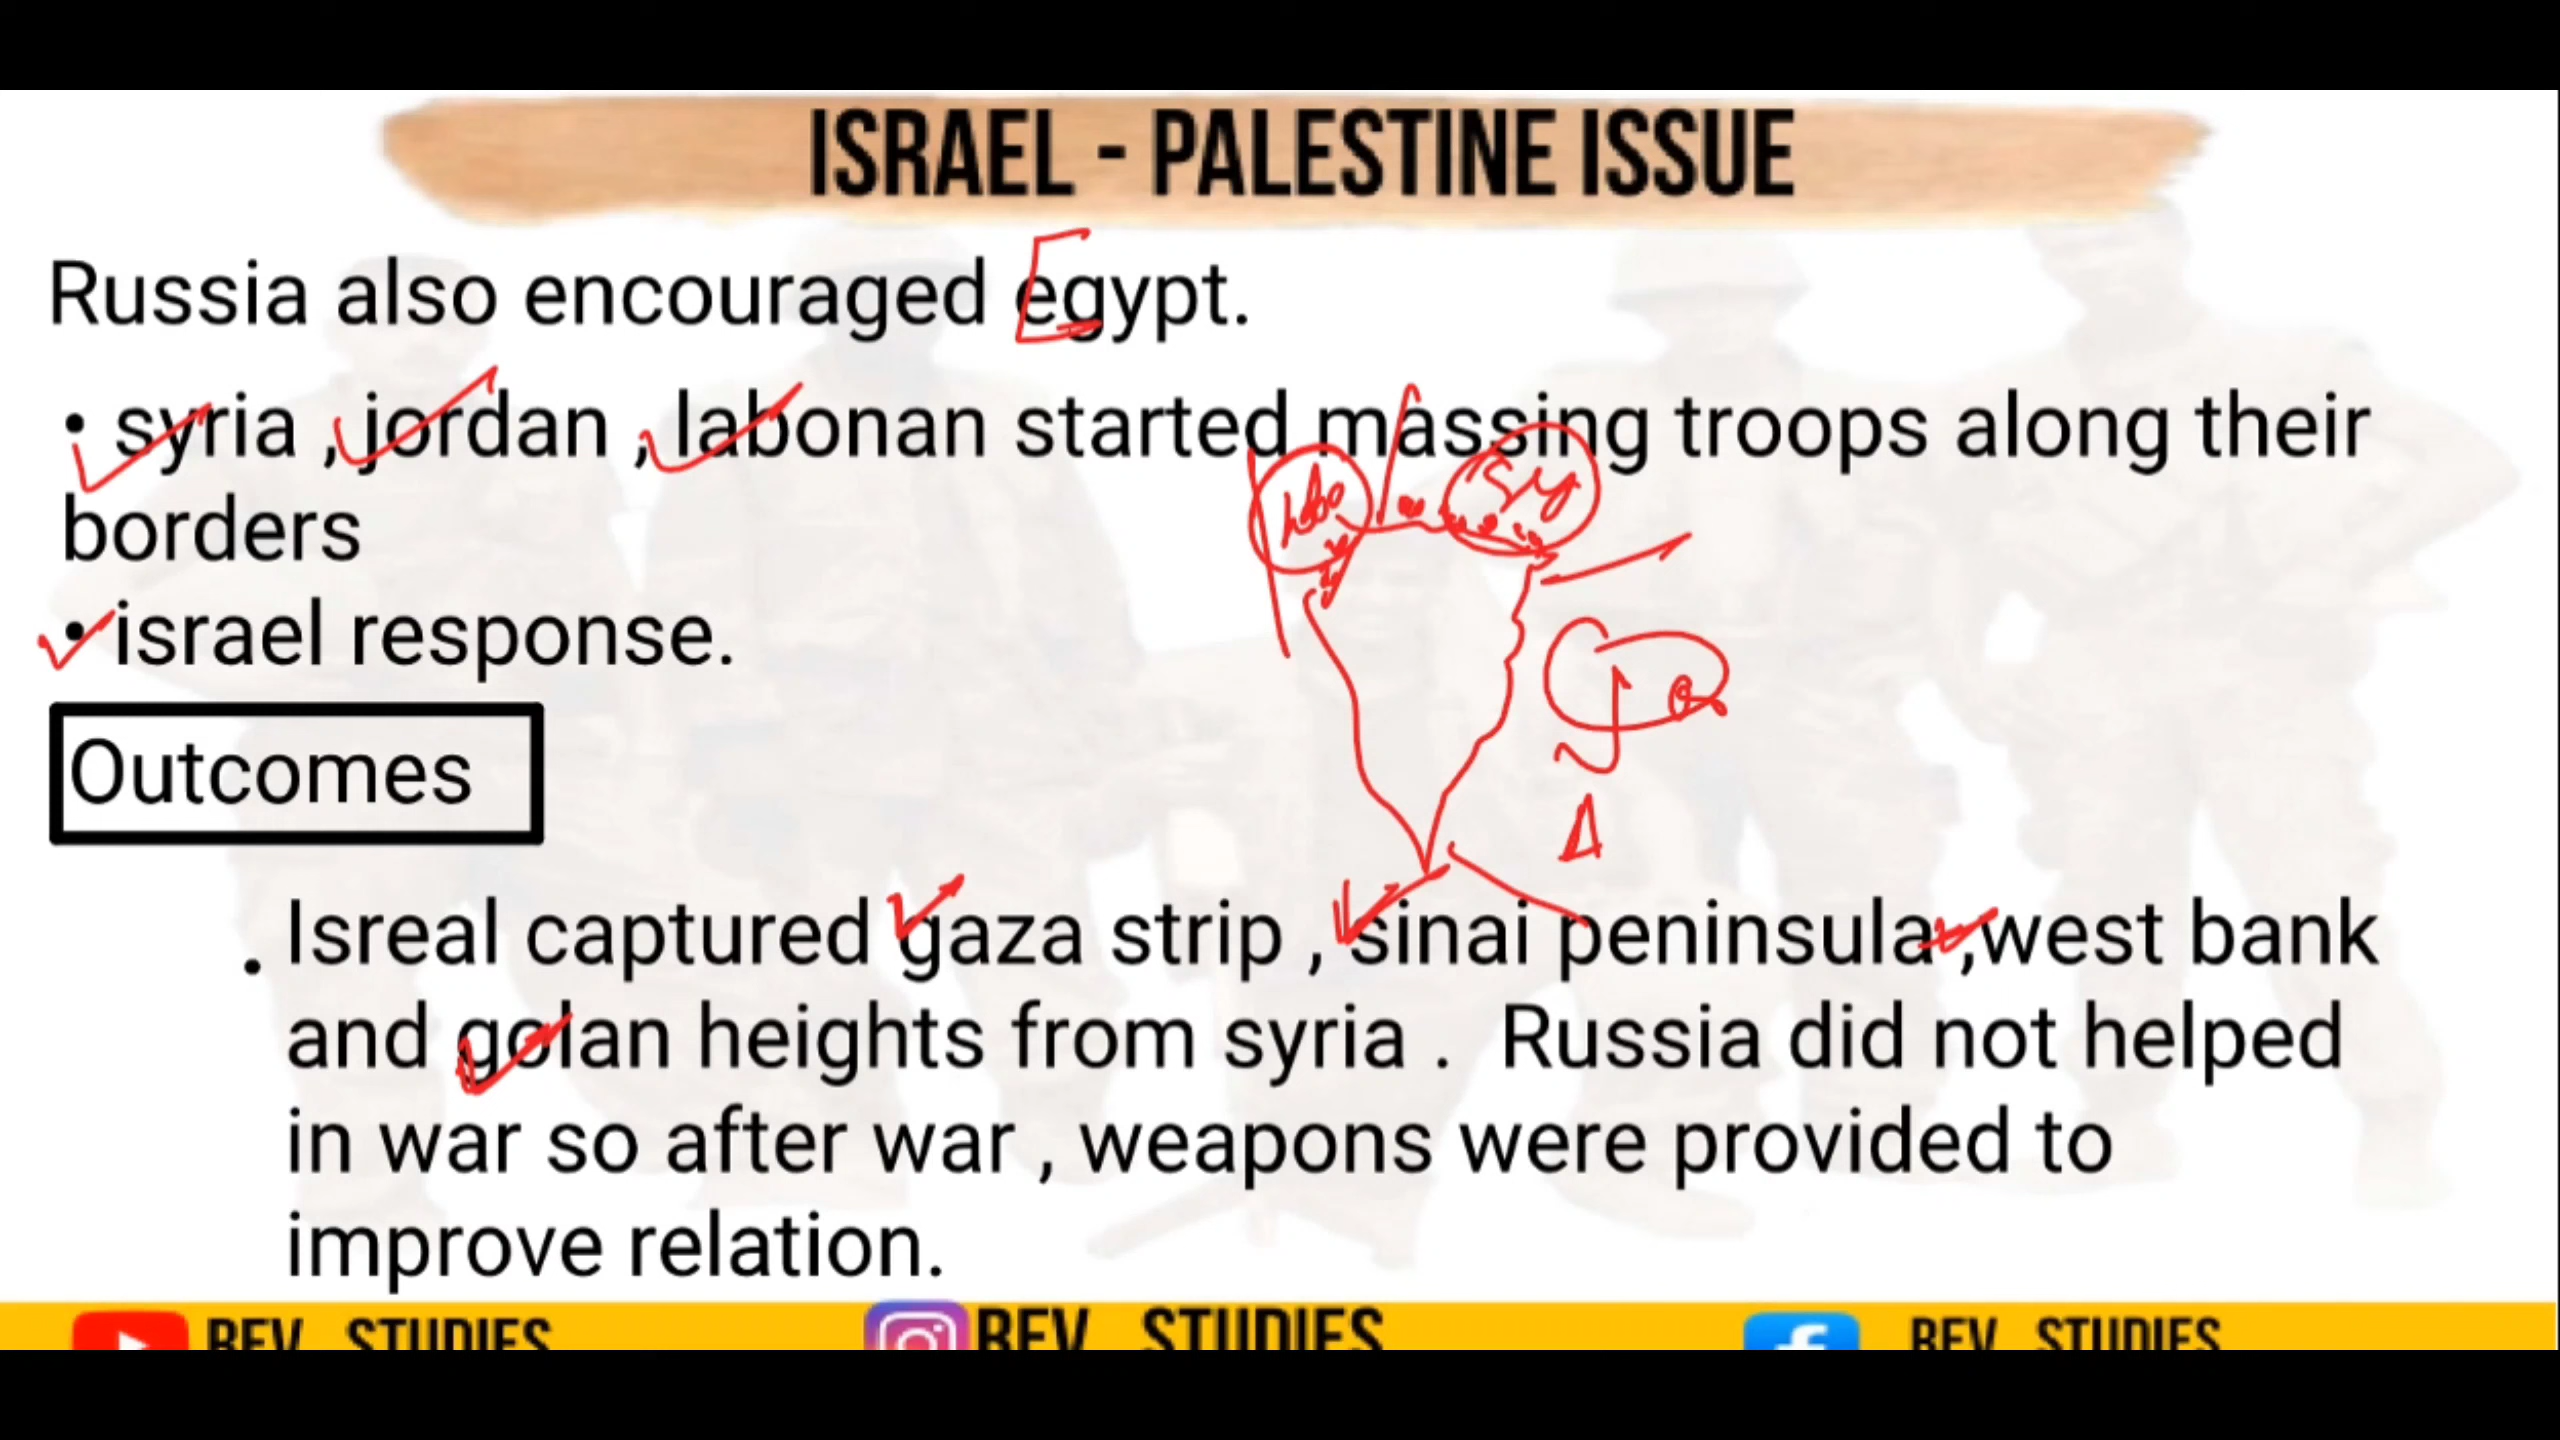 ISRAEL - PALESTINE ISSUE
Russia also encouraged egypt.
• syria , jordan , labonan started massing troops along their
borders
• israel response.
Outcomes
. Isreal captured gaza strip , sinai peninsula ,west bank
and golan heights from syria . Russia did not helped
in war so after war , weapons were provided to
improve relation.
REV STUDIES REV STUDIES REV STUDIES